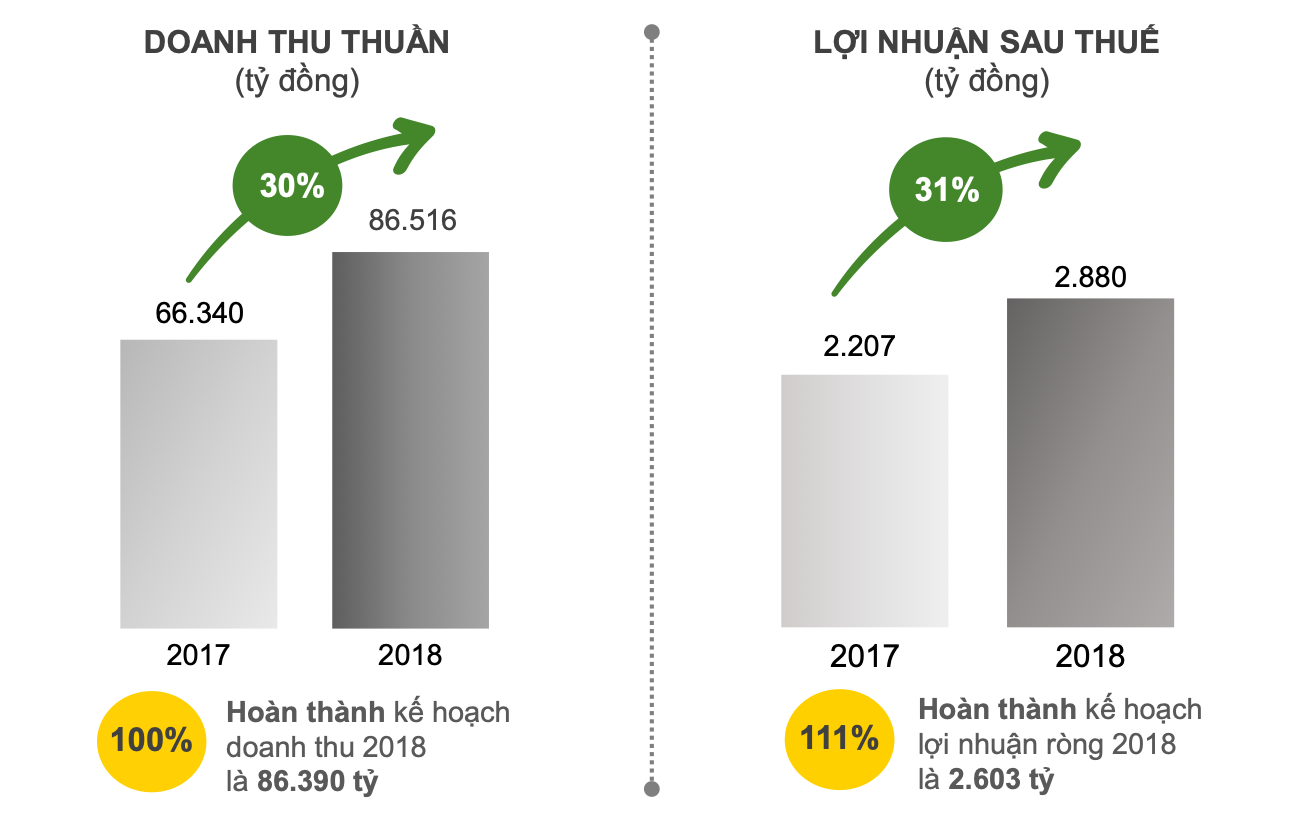 DOANH THU THUẦN
(tỷ đồng)
30%
86.516
66.340
2017
2018
100%
Hoàn thành kế hoạch
doanh thu 2018
là 86.390 tỷ
LỢI NHUẬN SAU THUẾ
(tỷ đồng)
31%
2.880
2.207
2017
2018
111%
Hoàn thành kế hoạch
lợi nhuận ròng 2018
là 2.603 tỷ